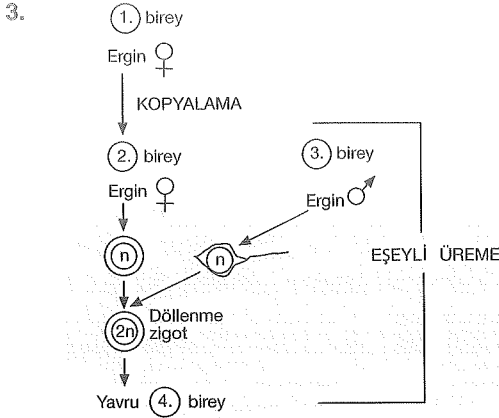 3.
1. birey
Ergin ♀
KOPYALAMA
2. birey
3. birey
Ergin ♀
Ergin ♂
n
n
EŞEYLİ ÜREME
2n
Döllenme
zigot
Yavru 4. birey